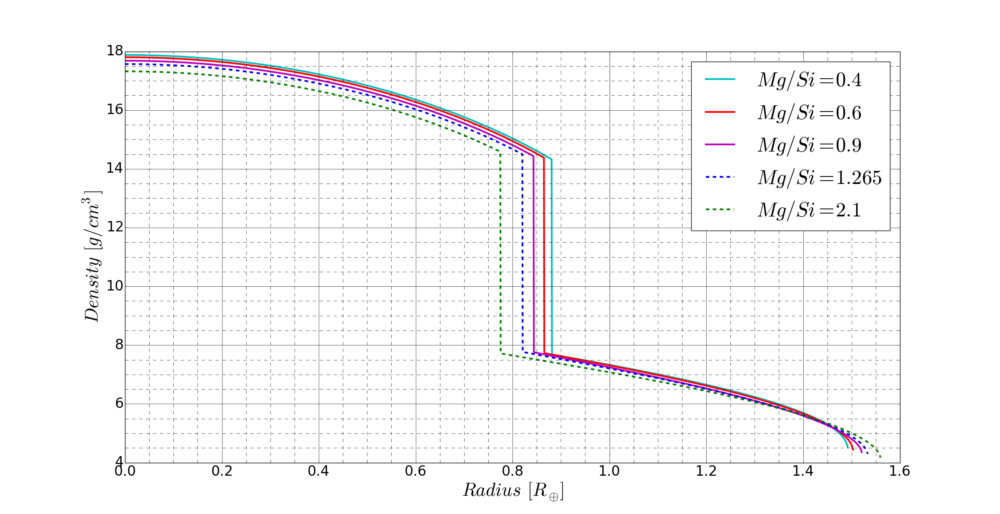 18
16
14
12
10
8
6
4
0.0 0.2 0.4 0.6 0.8 1.0 1.2 1.4 1.6
Density [g/cm³]
Radius [R⊕]
Mg/Si=0.4
Mg/Si=0.6
Mg/Si=0.9
Mg/Si=1.265
Mg/Si=2.1